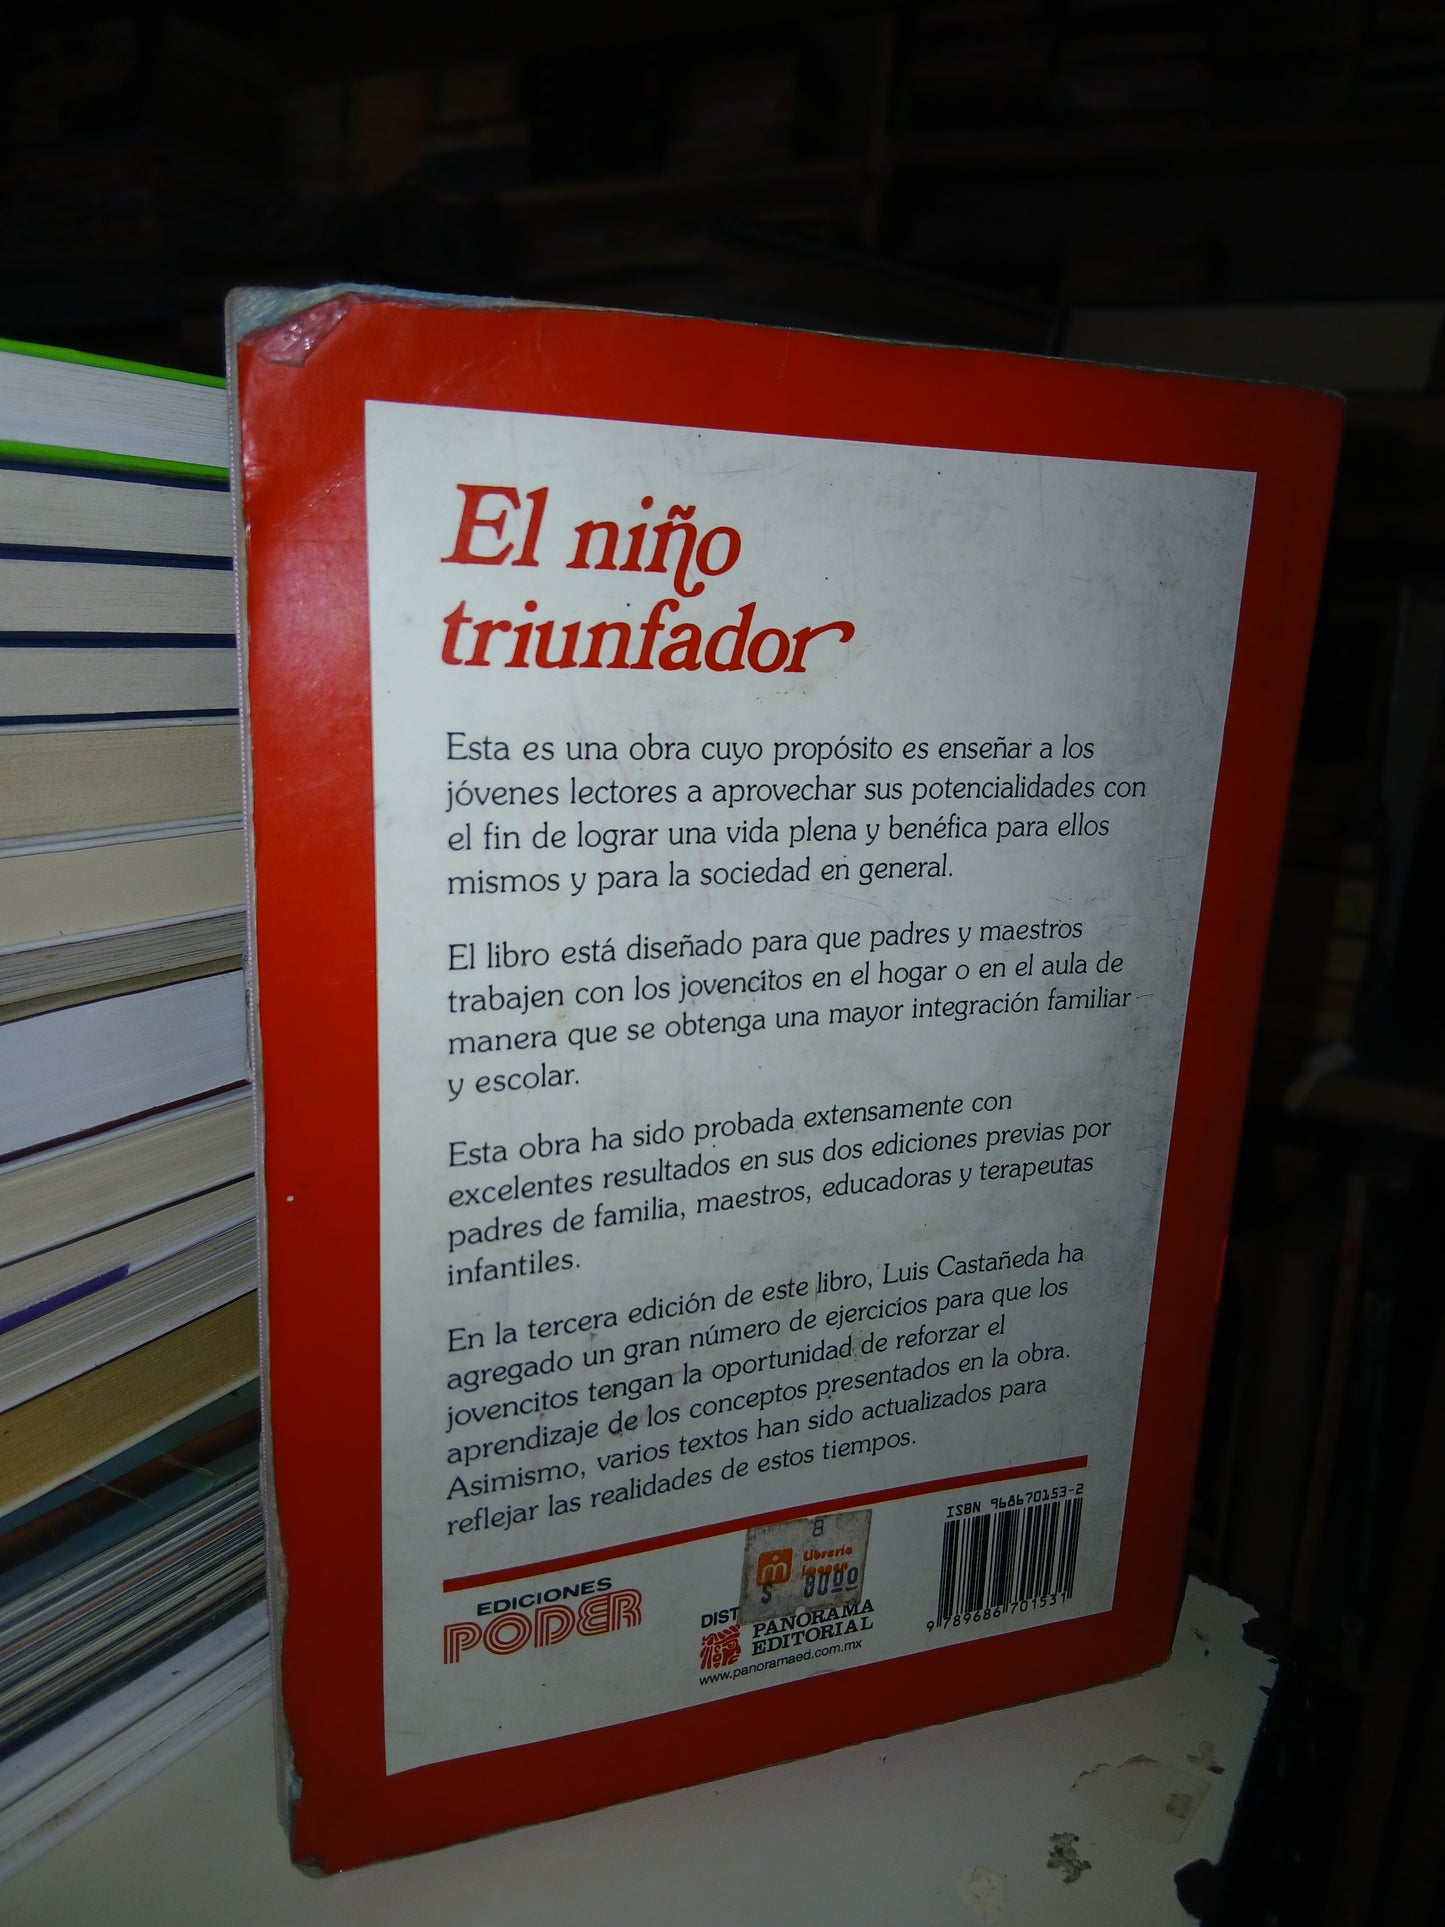 El niño
triunfador
Esta es una obra cuyo propósito es enseñar a los
jóvenes lectores a aprovechar sus potencialidades con
el fin de lograr una vida plena y benéfica para ellos
mismos y para la sociedad en general.
El libro está diseñado para que padres y maestros
trabajen con los jovencitos en el hogar o en el aula de
manera que se obtenga una mayor integración familiar
y escolar.
Esta obra ha sido probada extensamente con
excelentes resultados en sus dos ediciones previas por
padres de familia, maestros, educadoras y terapeutas
infantiles.
En la tercera edición de este libro, Luis Castañeda ha
agregado un gran número de ejercicios para que los
jovencitos tengan la oportunidad de reforzar el
aprendizaje de los conceptos presentados en la obra.
Asimismo, varios textos han sido actualizados para
reflejar las realidades de estos tiempos.
EDICIONES
PODER
8
Librería
$ 8000
DIST
PANORAMA
EDITORIAL
www.panoramaed.com.mx
ISBN 968670153-2
9 789686 701531